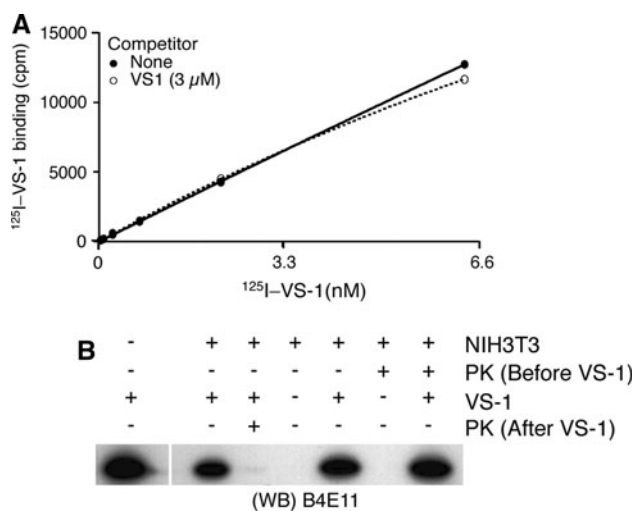 A
Competitor
● None
○ VS1 (3 µM)
¹²⁵I–VS-1 binding (cpm)
15000
10000
5000
0
0 3.3 6.6
¹²⁵I–VS-1(nM)
B
- + + + + + + NIH3T3
- - - - - + + PK (Before VS-1)
+ + + - + - + VS-1
- - + - - - - PK (After VS-1)
(WB) B4E11